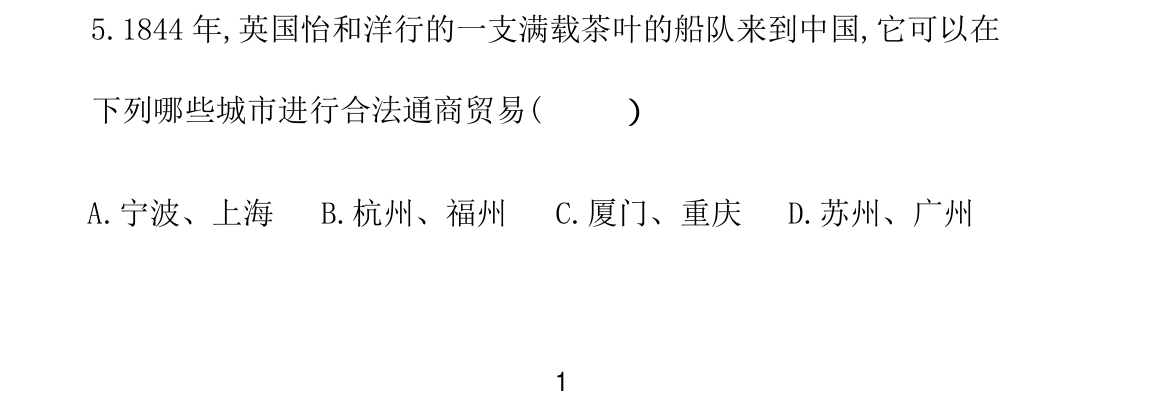 5.1844 年,英国怡和洋行的一支满载茶叶的船队来到中国,它可以在
下列哪些城市进行合法通商贸易(　　)
A.宁波、上海　B.杭州、福州　C.厦门、重庆　D.苏州、广州
1